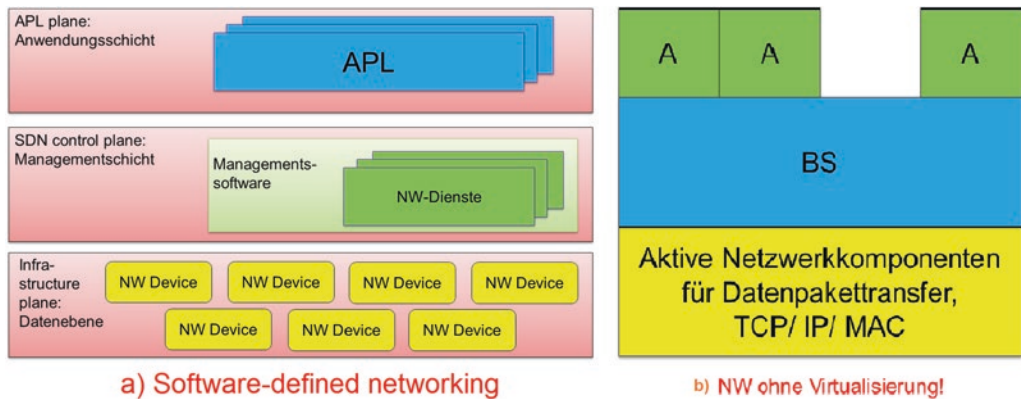 APL plane:
Anwendungsschicht
APL
SDN control plane:
Managementschicht
Managements-
software
NW-Dienste
Infra-
structure
plane:
Datenebene
NW Device
NW Device
NW Device
NW Device
NW Device
NW Device
NW Device
a) Software-defined networking
A
A
A
BS
Aktive Netzwerkkomponenten
für Datenpakettransfer,
TCP/ IP/ MAC
b) NW ohne Virtualisierung!